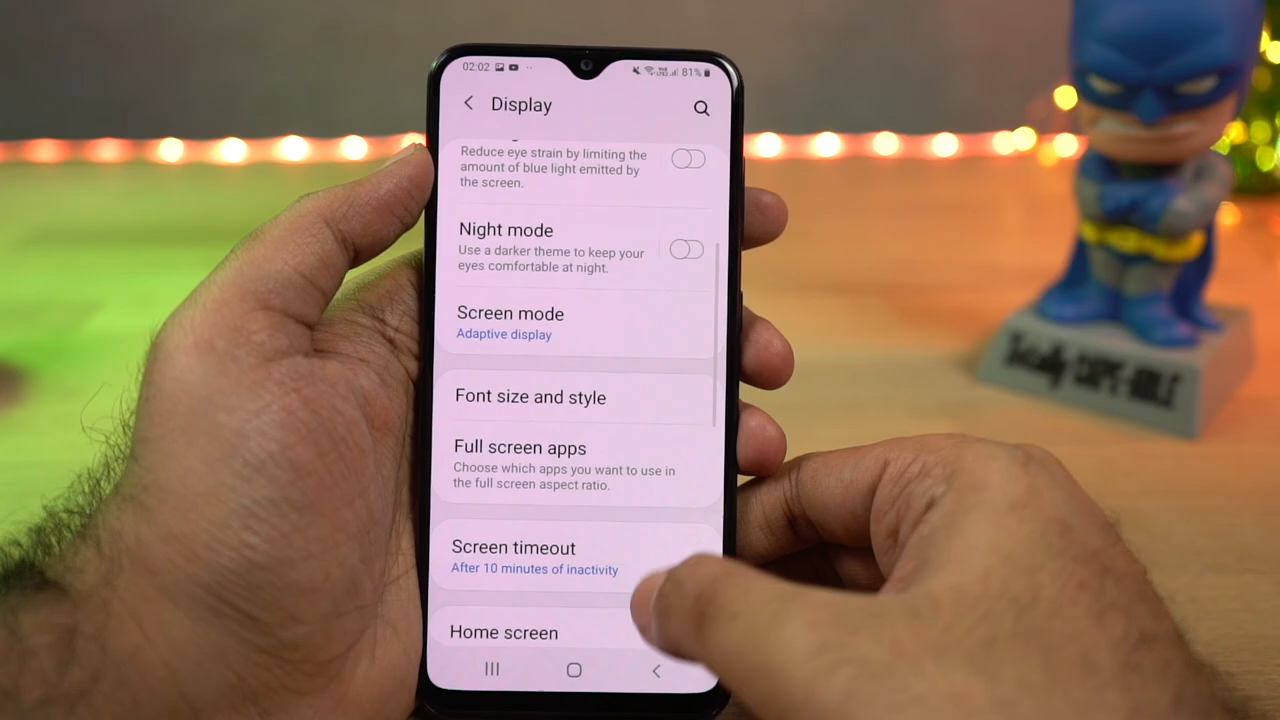 02:02
81%
Display
Reduce eye strain by limiting the
amount of blue light emitted by
the screen.
Night mode
Use a darker theme to keep your
eyes comfortable at night.
Screen mode
Adaptive display
Font size and style
Full screen apps
Choose which apps you want to use in
the full screen aspect ratio.
Screen timeout
After 10 minutes of inactivity
Home screen